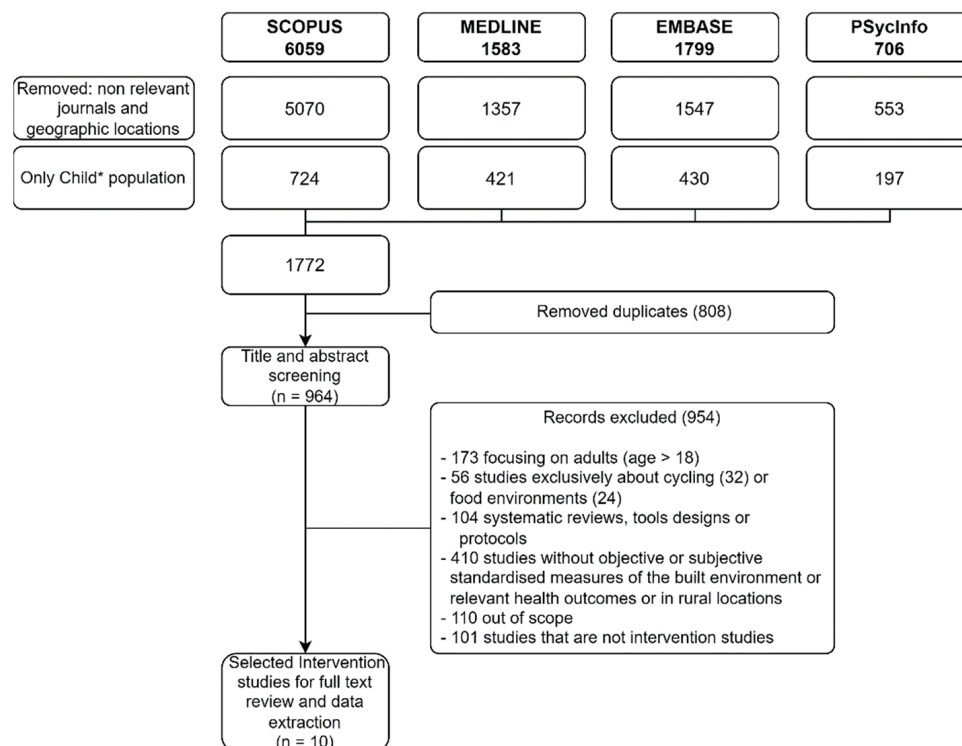 SCOPUS
6059
MEDLINE
1583
EMBASE
1799
PSycInfo
706
Removed: non relevant
journals and
geographic locations
5070
1357
1547
553
Only Child* population
724
421
430
197
1772
Removed duplicates (808)
Title and abstract
screening
(n = 964)
Records excluded (954)
- 173 focusing on adults (age > 18)
- 56 studies exclusively about cycling (32) or
food environments (24)
- 104 systematic reviews, tools designs or
protocols
- 410 studies without objective or subjective
standardised measures of the built environment or
relevant health outcomes or in rural locations
- 110 out of scope
- 101 studies that are not intervention studies
Selected Intervention
studies for full text
review and data
extraction
(n = 10)